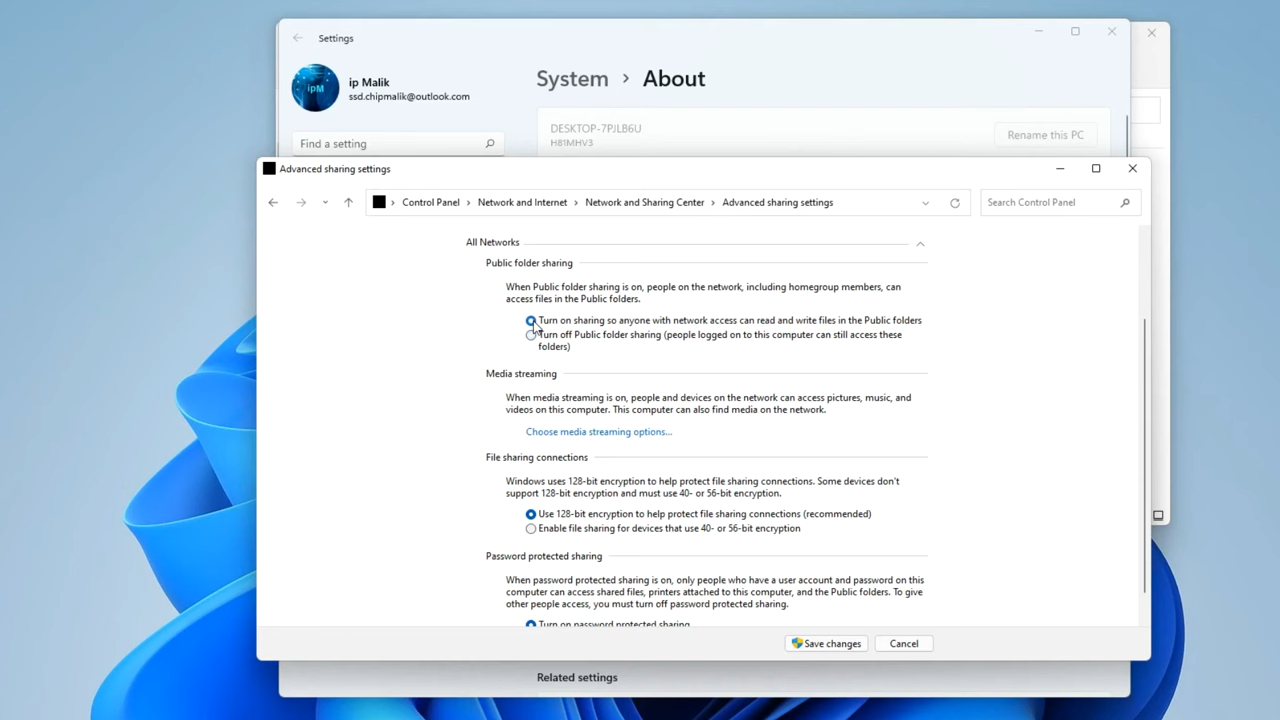 Settings
ip Malik
ssd.chipmalik@outlook.com
ipM
Find a setting
System > About
DESKTOP-7PJLB6U
H81MHV3
Rename this PC
Advanced sharing settings
Control Panel > Network and Internet > Network and Sharing Center > Advanced sharing settings
Search Control Panel
All Networks
Public folder sharing
When Public folder sharing is on, people on the network, including homegroup members, can
access files in the Public folders.
Turn on sharing so anyone with network access can read and write files in the Public folders
Turn off Public folder sharing (people logged on to this computer can still access these
folders)
Media streaming
When media streaming is on, people and devices on the network can access pictures, music, and
videos on this computer. This computer can also find media on the network.
Choose media streaming options...
File sharing connections
Windows uses 128-bit encryption to help protect file sharing connections. Some devices don't
support 128-bit encryption and must use 40- or 56-bit encryption.
Use 128-bit encryption to help protect file sharing connections (recommended)
Enable file sharing for devices that use 40- or 56-bit encryption
Password protected sharing
When password protected sharing is on, only people who have a user account and password on this
computer can access shared files, printers attached to this computer, and the Public folders. To give
other people access, you must turn off password protected sharing.
Turn on password protected sharing
Save changes
Cancel
Related settings